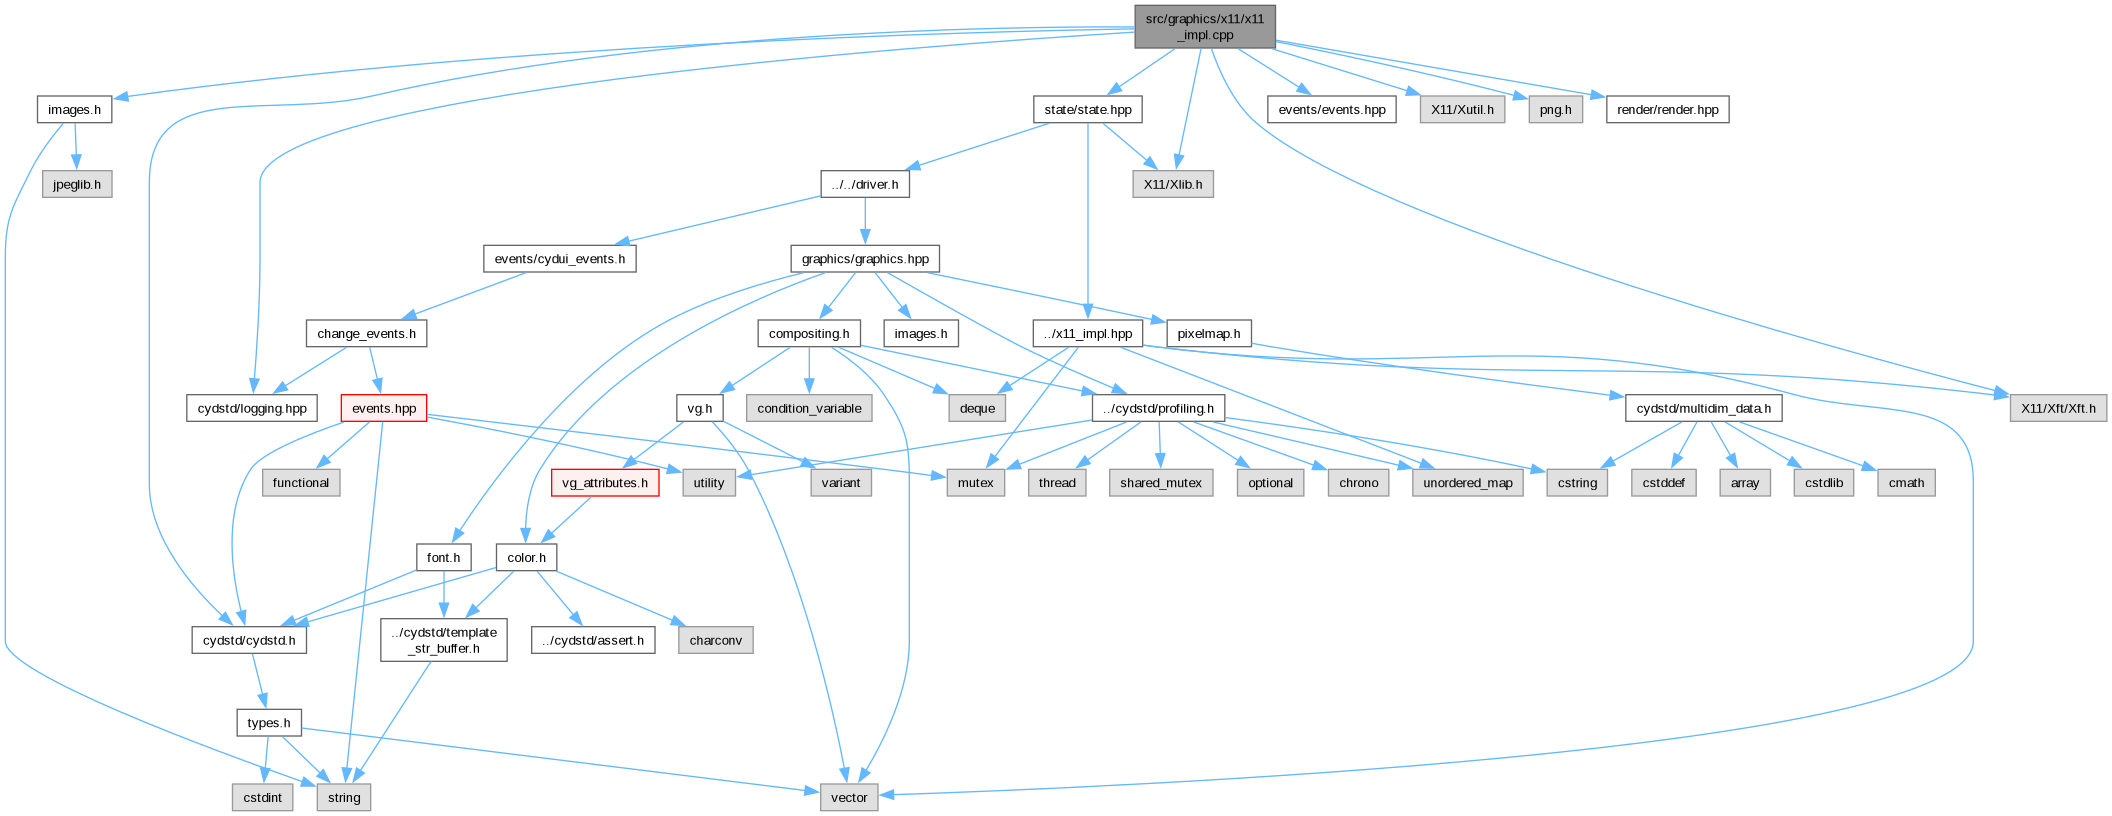 src/graphics/x11/x11
_impl.cpp
images.h
state/state.hpp
events/events.hpp
X11/Xutil.h
png.h
render/render.hpp
jpeglib.h
../../driver.h
X11/Xlib.h
events/cydui_events.h
graphics/graphics.hpp
change_events.h
compositing.h
images.h
../x11_impl.hpp
pixelmap.h
cydstd/logging.hpp
events.hpp
vg.h
condition_variable
deque
../cydstd/profiling.h
cydstd/multidim_data.h
X11/Xft/Xft.h
functional
vg_attributes.h
utility
variant
mutex
thread
shared_mutex
optional
chrono
unordered_map
cstring
cstddef
array
cstdlib
cmath
font.h
color.h
cydstd/cydstd.h
../cydstd/template
_str_buffer.h
../cydstd/assert.h
charconv
types.h
cstdint
string
vector